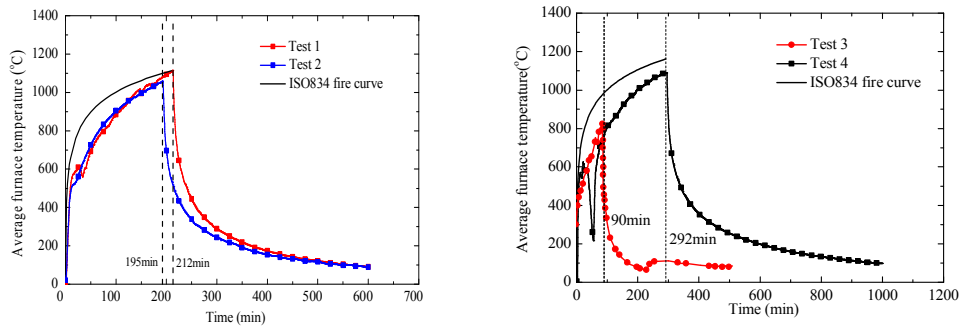 1400
1200
1000
800
600
400
200
0
Average furnace temperature (°C)
Test 1
Test 2
ISO834 fire curve
195min
212min
0 100 200 300 400 500 600 700
Time (min)
1400
1200
1000
800
600
400
200
0
Average furnace temperature(°C)
Test 3
Test 4
ISO834 fire curve
90min
292min
0 200 400 600 800 1000 1200
Time (min)